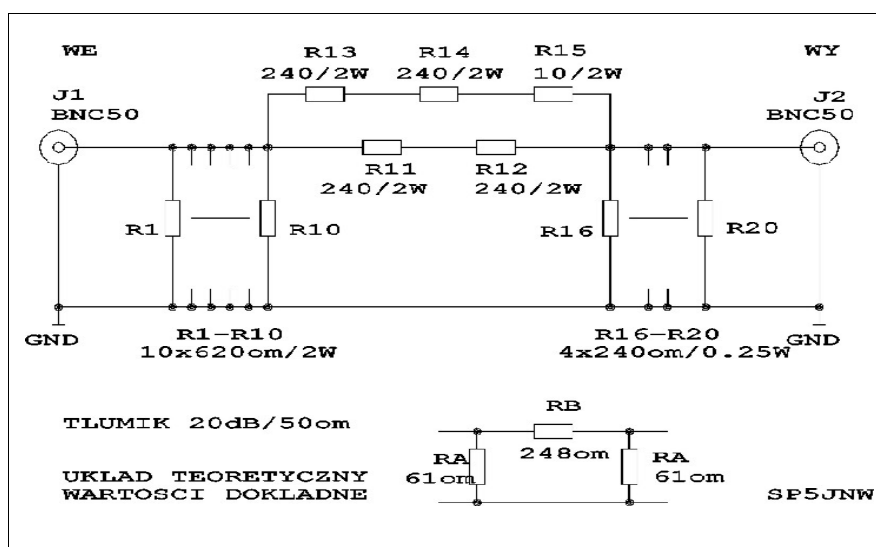 WE
WY
R13
R14
R15
240/2W
240/2W
10/2W
J1
BNC50
J2
BNC50
R11
R12
240/2W
240/2W
R1
R10
R16
R20
GND
R1-R10
10x620om/2W
R16-R20
4x240om/0.25W
GND
TLUMIK 20dB/50om
RB
248om
RA
61om
RA
61om
UKLAD TEORETYCZNY
WARTOSCI DOKLADNE
SP5JNW